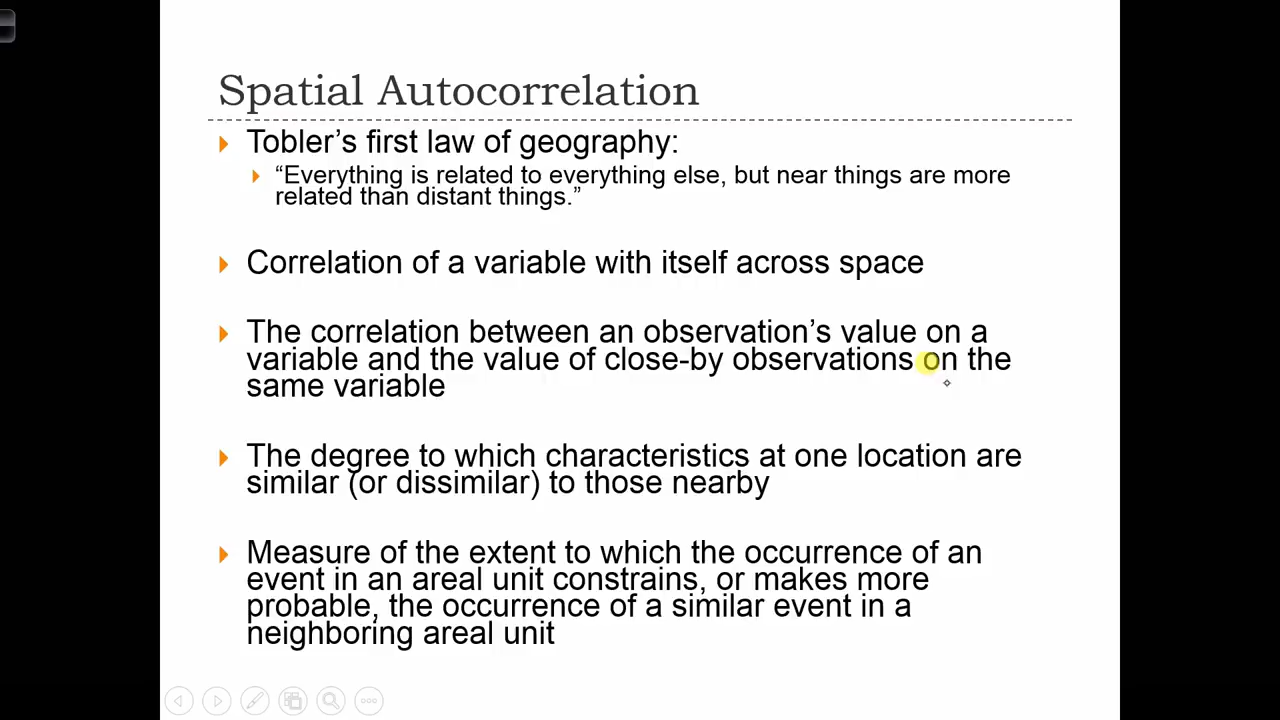 Spatial Autocorrelation
Tobler’s first law of geography:
“Everything is related to everything else, but near things are more
related than distant things.”
Correlation of a variable with itself across space
The correlation between an observation’s value on a
variable and the value of close-by observations on the
same variable
The degree to which characteristics at one location are
similar (or dissimilar) to those nearby
Measure of the extent to which the occurrence of an
event in an areal unit constrains, or makes more
probable, the occurrence of a similar event in a
neighboring areal unit